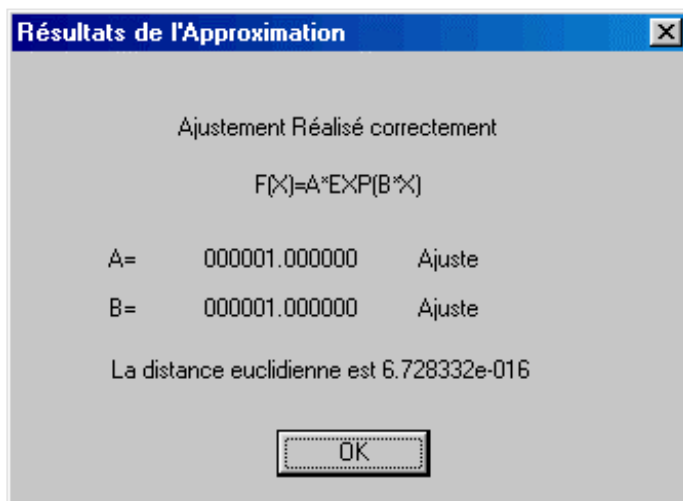 Résultats de l'Approximation
Ajustement Réalisé correctement
F(X)=A*EXP(B*X)
A= 000001.000000 Ajuste
B= 000001.000000 Ajuste
La distance euclidienne est 6.728332e-016
OK